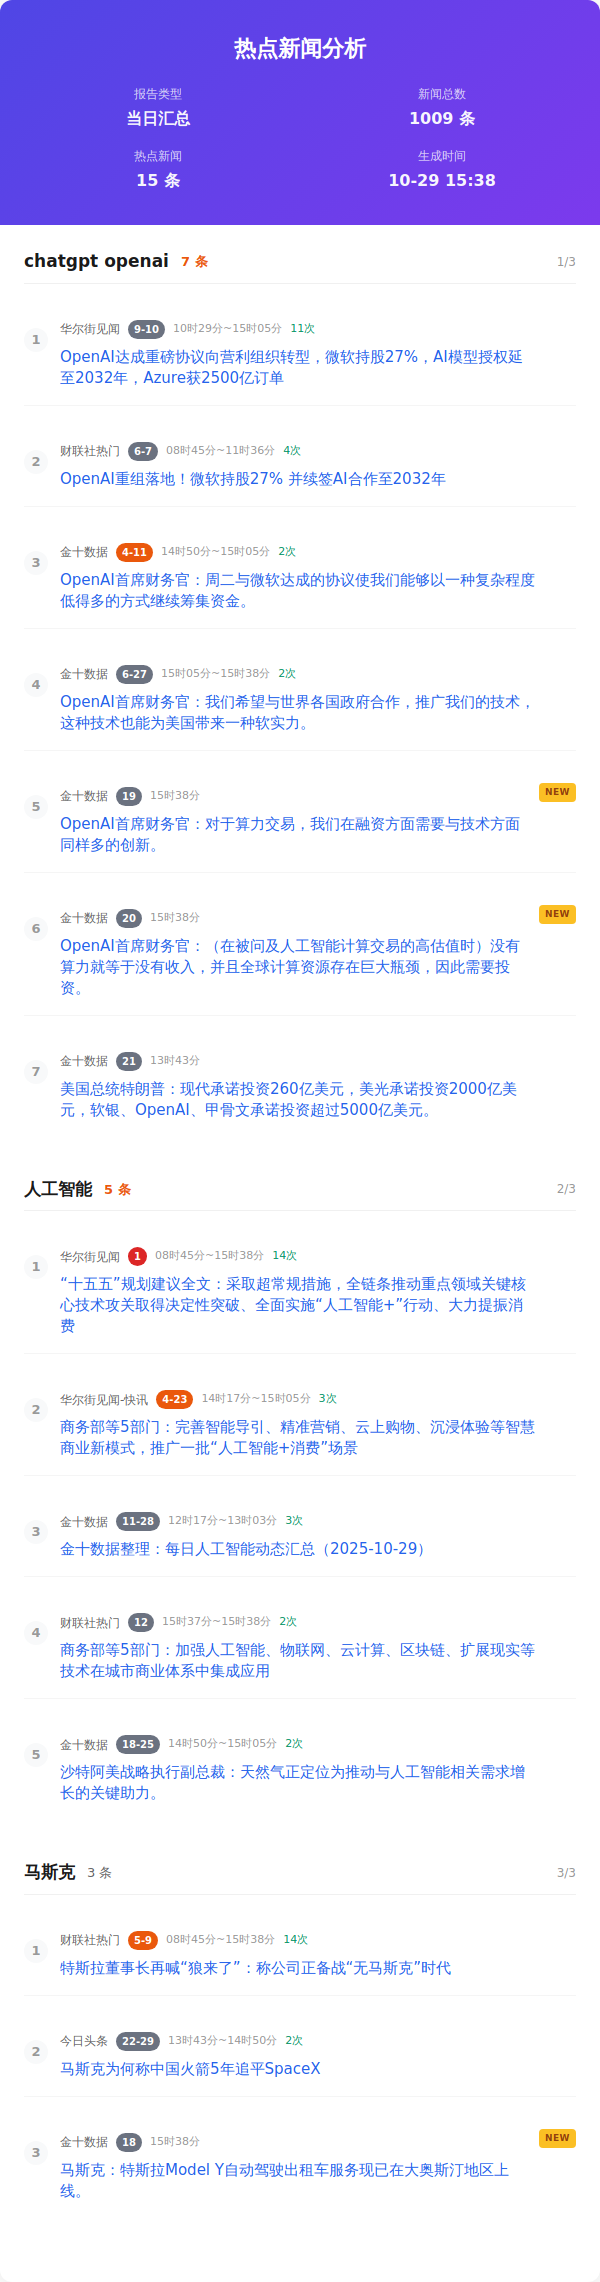 热点新闻分析
报告类型
新闻总数
当日汇总
1009 条
热点新闻
生成时间
15 条
10-29 15:38
chatgpt openai 7 条 1/3
1 华尔街见闻 9-10 10时29分~15时05分 11次
OpenAI达成重磅协议向营利组织转型，微软持股27%，AI模型授权延
至2032年，Azure获2500亿订单
2 财联社热门 6-7 08时45分~11时36分 4次
OpenAI重组落地！微软持股27% 并续签AI合作至2032年
3 金十数据 4-11 14时50分~15时05分 2次
OpenAI首席财务官：周二与微软达成的协议使我们能够以一种复杂程度
低得多的方式继续筹集资金。
4 金十数据 6-27 15时05分~15时38分 2次
OpenAI首席财务官：我们希望与世界各国政府合作，推广我们的技术，
这种技术也能为美国带来一种软实力。
5 金十数据 19 15时38分 NEW
OpenAI首席财务官：对于算力交易，我们在融资方面需要与技术方面
同样多的创新。
6 金十数据 20 15时38分 NEW
OpenAI首席财务官：（在被问及人工智能计算交易的高估值时）没有
算力就等于没有收入，并且全球计算资源存在巨大瓶颈，因此需要投
资。
7 金十数据 21 13时43分
美国总统特朗普：现代承诺投资260亿美元，美光承诺投资2000亿美
元，软银、OpenAI、甲骨文承诺投资超过5000亿美元。
人工智能 5 条 2/3
1 华尔街见闻 1 08时45分~15时38分 14次
“十五五”规划建议全文：采取超常规措施，全链条推动重点领域关键核
心技术攻关取得决定性突破、全面实施“人工智能+”行动、大力提振消
费
2 华尔街见闻-快讯 4-23 14时17分~15时05分 3次
商务部等5部门：完善智能导引、精准营销、云上购物、沉浸体验等智慧
商业新模式，推广一批“人工智能+消费”场景
3 金十数据 11-28 12时17分~13时03分 3次
金十数据整理：每日人工智能动态汇总（2025-10-29）
4 财联社热门 12 15时37分~15时38分 2次
商务部等5部门：加强人工智能、物联网、云计算、区块链、扩展现实等
技术在城市商业体系中集成应用
5 金十数据 18-25 14时50分~15时05分 2次
沙特阿美战略执行副总裁：天然气正定位为推动与人工智能相关需求增
长的关键助力。
马斯克 3 条 3/3
1 财联社热门 5-9 08时45分~15时38分 14次
特斯拉董事长再喊“狼来了”：称公司正备战“无马斯克”时代
2 今日头条 22-29 13时43分~14时50分 2次
马斯克为何称中国火箭5年追平SpaceX
3 金十数据 18 15时38分 NEW
马斯克：特斯拉Model Y自动驾驶出租车服务现已在大奥斯汀地区上
线。